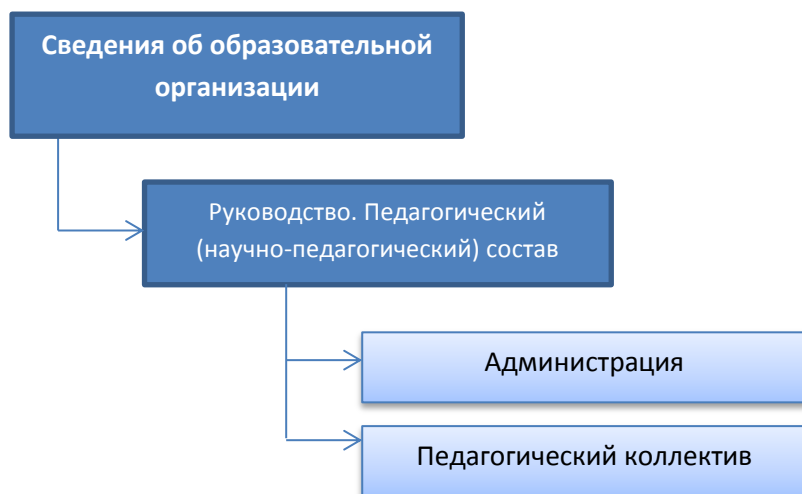 Сведения об образовательной
организации
Руководство. Педагогический
(научно-педагогический) состав
Администрация
Педагогический коллектив